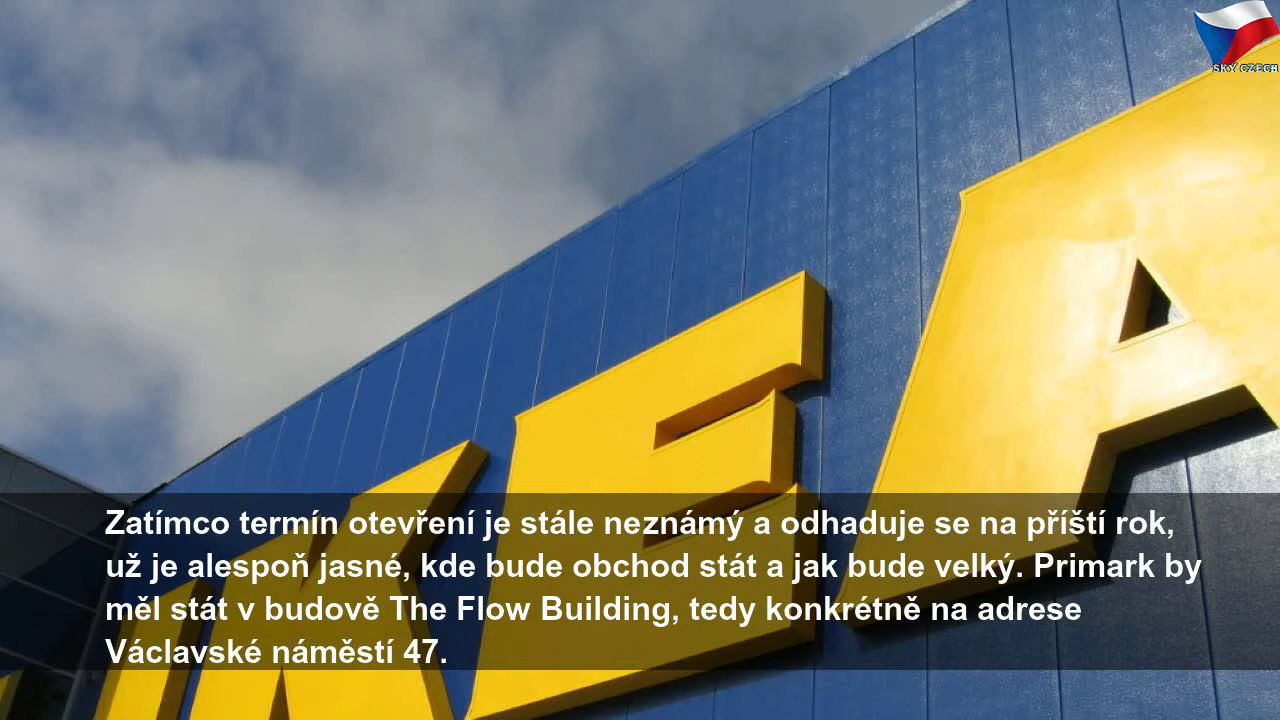 SKY CZECH
IKEA
Zatímco termín otevření je stále neznámý a odhaduje se na příští rok,
už je alespoň jasné, kde bude obchod stát a jak bude velký. Primark by
měl stát v budově The Flow Building, tedy konkrétně na adrese
Václavské náměstí 47.